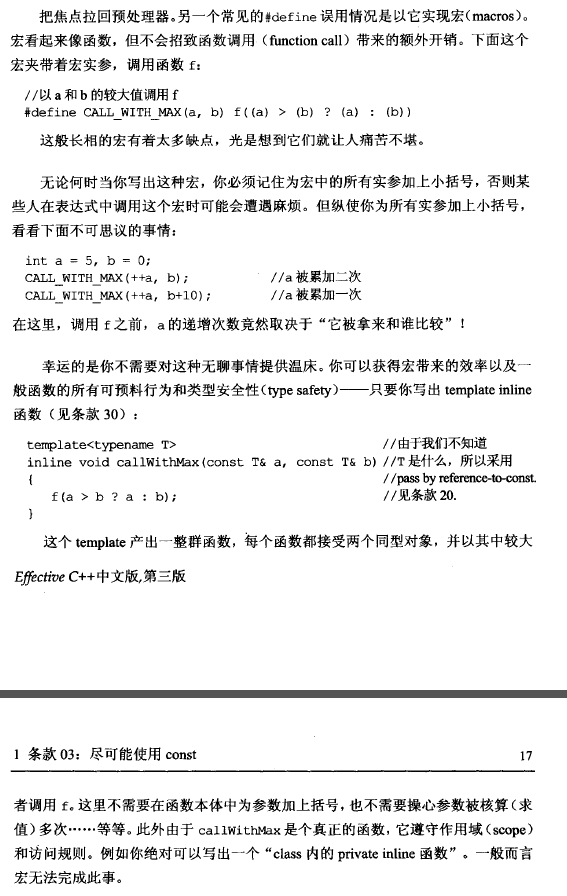 把焦点拉回预处理器。另一个常见的#define 误用情况是以它实现宏(macros)。
宏看起来像函数，但不会招致函数调用（function call）带来的额外开销。下面这个
宏夹带着宏实参，调用函数 f：
//以 a 和 b 的较大值调用 f
#define CALL_WITH_MAX(a, b) f((a) > (b) ? (a) : (b))
这般长相的宏有着太多缺点，光是想到它们就让人痛苦不堪。
无论何时当你写出这种宏，你必须记住为宏中的所有实参加上小括号，否则某
些人在表达式中调用这个宏时可能会遭遇麻烦。但纵使你为所有实参加上小括号，
看看下面不可思议的事情：
int a = 5, b = 0;
CALL_WITH_MAX(++a, b); //a 被累加二次
CALL_WITH_MAX(++a, b+10); //a 被累加一次
在这里，调用 f 之前，a 的递增次数竟然取决于“它被拿来和谁比较”！
幸运的是你不需要对这种无聊事情提供温床。你可以获得宏带来的效率以及一
般函数的所有可预料行为和类型安全性(type safety)——只要你写出 template inline
函数（见条款 30）：
template<typename T> //由于我们不知道
inline void callWithMax(const T& a, const T& b) //T 是什么，所以采用
{ //pass by reference-to-const.
f(a > b ? a : b); //见条款 20.
}
这个 template 产出一整群函数，每个函数都接受两个同型对象，并以其中较大
Effective C++中文版,第三版
1 条款 03：尽可能使用 const 17
者调用 f。这里不需要在函数本体中为参数加上括号，也不需要操心参数被核算（求
值）多次……等等。此外由于 callWithMax 是个真正的函数，它遵守作用域(scope)
和访问规则。例如你绝对可以写出一个“class 内的 private inline 函数”。一般而言
宏无法完成此事。